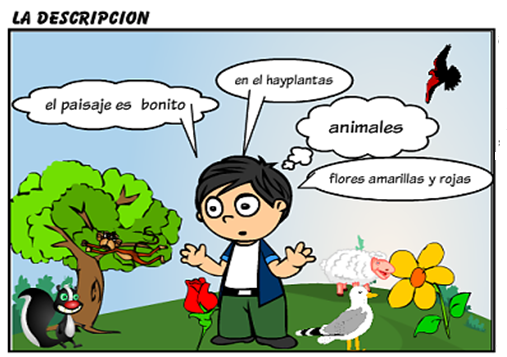 LA DESCRIPCION
el paisaje es bonito
en el hayplantas
animales
flores amarillas y rojas